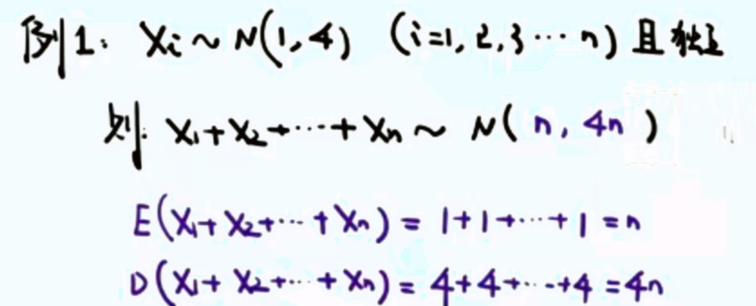 例1: Xi ~ N(1,4) (i=1,2,3…n) 且独立
则: X₁+X₂+…+Xn ~ N( n, 4n )
E(X₁+X₂+…+Xn) = 1+1+…+1 = n
D(X₁+X₂+…+Xn) = 4+4+…+4 = 4n